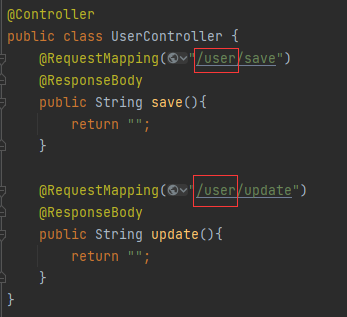 @Controller
public class UserController {
@RequestMapping("/user/save")
@ResponseBody
public String save(){
return "";
}
@RequestMapping("/user/update")
@ResponseBody
public String update(){
return "";
}
}